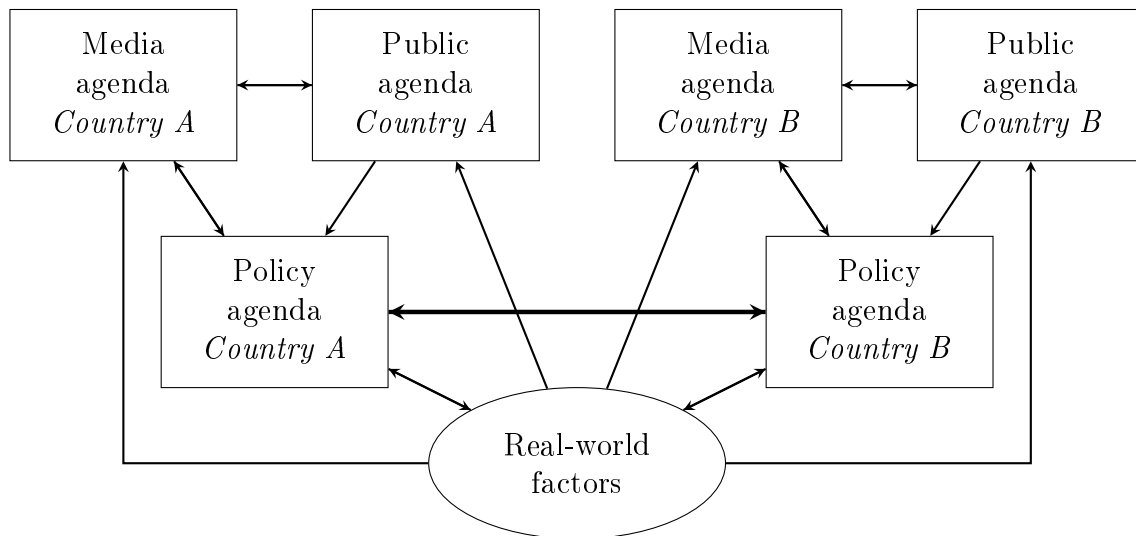 Media
agenda
Country A
Public
agenda
Country A
Media
agenda
Country B
Public
agenda
Country B
Policy
agenda
Country A
Policy
agenda
Country B
Real-world
factors